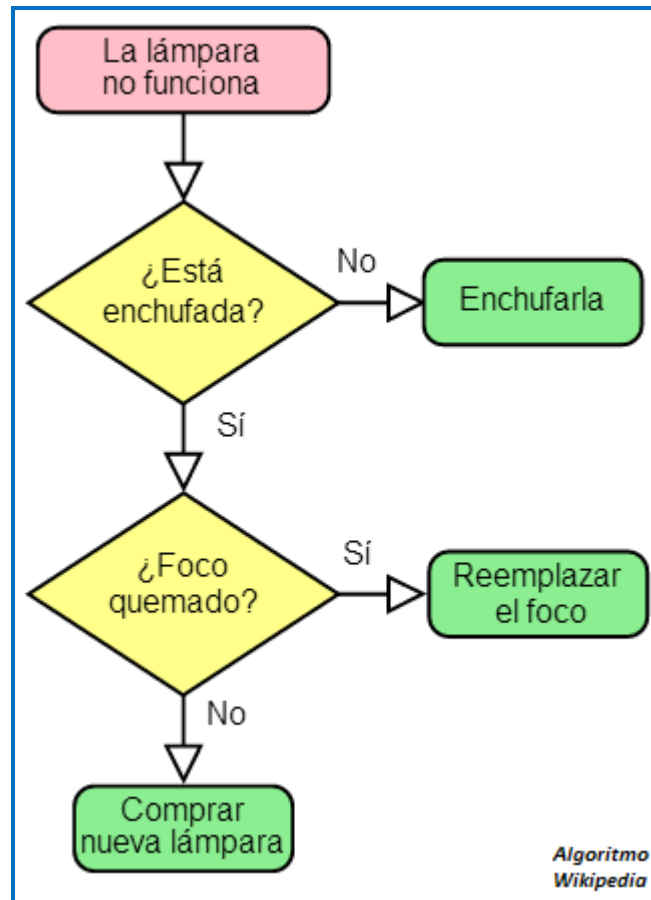 La lámpara
no funciona
¿Está
enchufada?
No
Enchufarla
Sí
¿Foco
quemado?
Sí
Reemplazar
el foco
No
Comprar
nueva lámpara
Algoritmo
Wikipedia